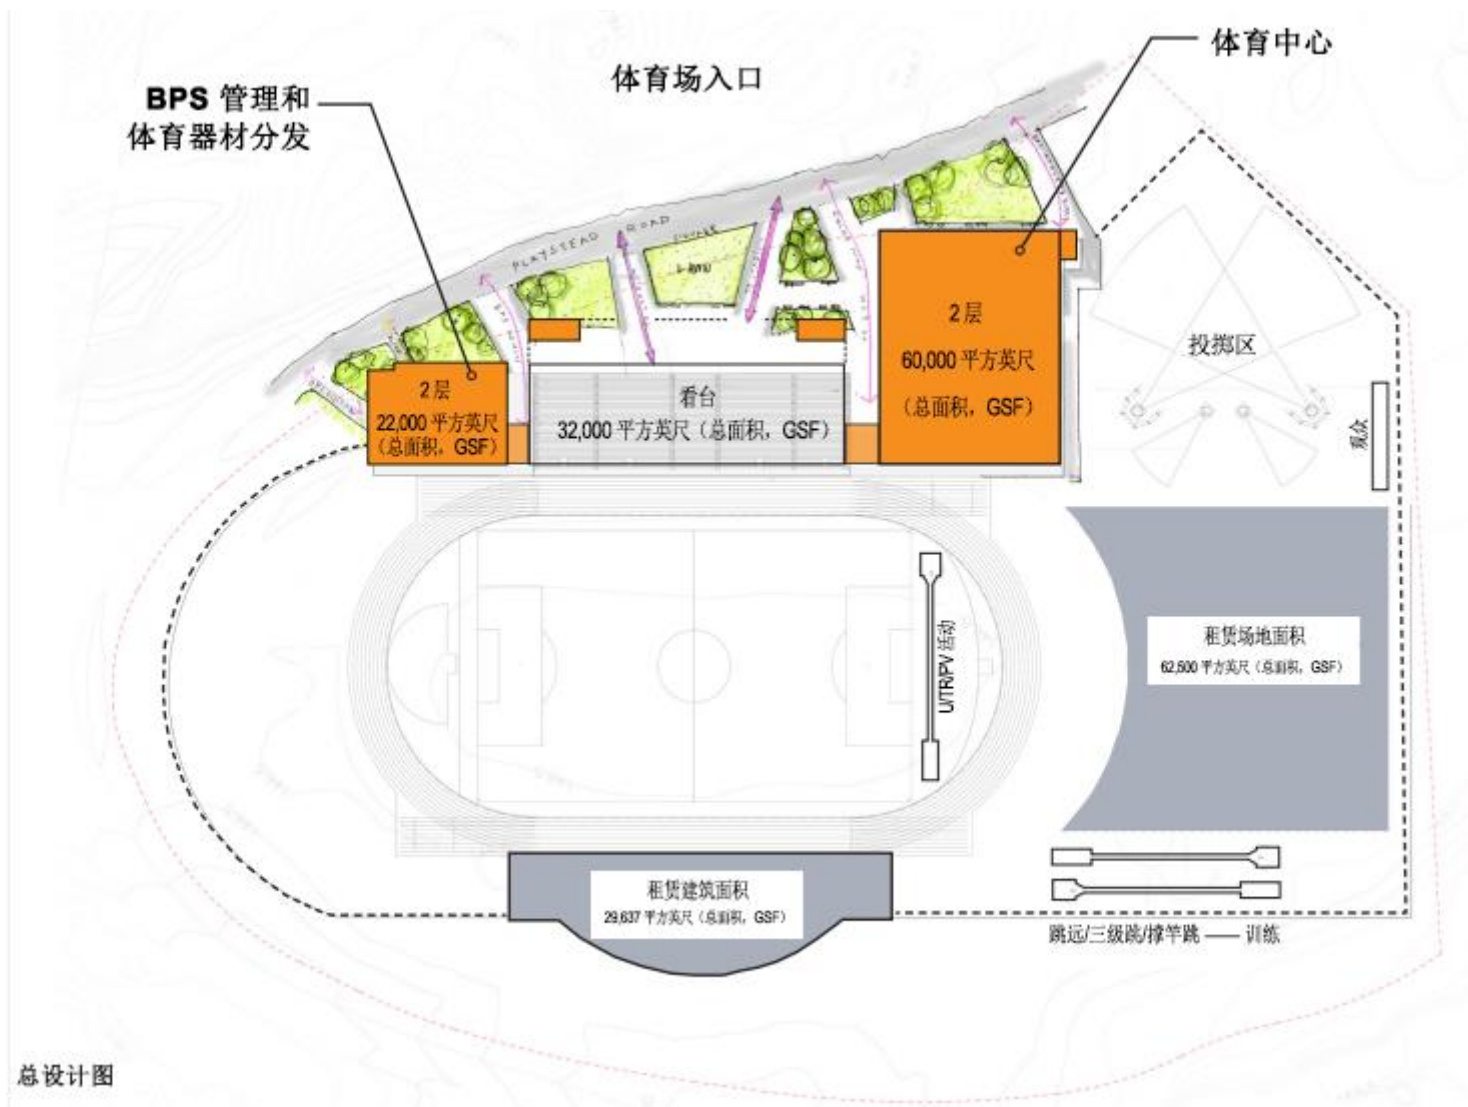 体育中心
体育场入口
BPS 管理和
体育器材分发
PLAYSTEAD ROAD
2 层
60,000 平方英尺
（总面积，GSF）
投掷区
2 层
22,000 平方英尺
（总面积，GSF）
看台
32,000 平方英尺（总面积，GSF）
观众
租赁场地面积
62,500 平方英尺（总面积，GSF）
LI/TR/PV 活动
租赁建筑面积
29,637 平方英尺（总面积，GSF）
跳远/三级跳/撑竿跳 —— 训练
总设计图